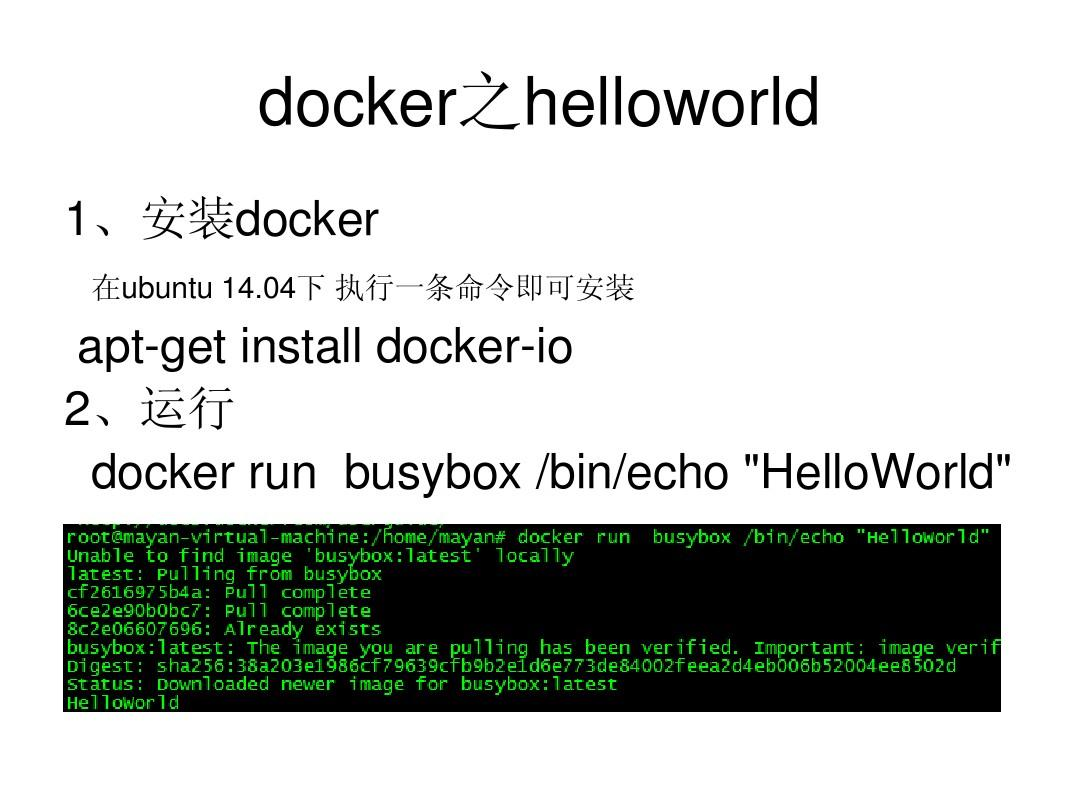 docker之helloworld
1、安装docker
在ubuntu 14.04下 执行一条命令即可安装
apt-get install docker-io
2、运行
docker run  busybox /bin/echo "HelloWorld"
root@mayan-virtual-machine:/home/mayan# docker run  busybox /bin/echo "HelloWorld"
Unable to find image 'busybox:latest' locally
latest: Pulling from busybox
cf2616975b4a: Pull complete
6ce2e90b0bc7: Pull complete
8c2e06607696: Already exists
busybox:latest: The image you are pulling has been verified. Important: image verif
Digest: sha256:38a203e1986cf79639cfb9b2e1d6e773de84002feea2d4eb006b52004ee8502d
Status: Downloaded newer image for busybox:latest
HelloWorld